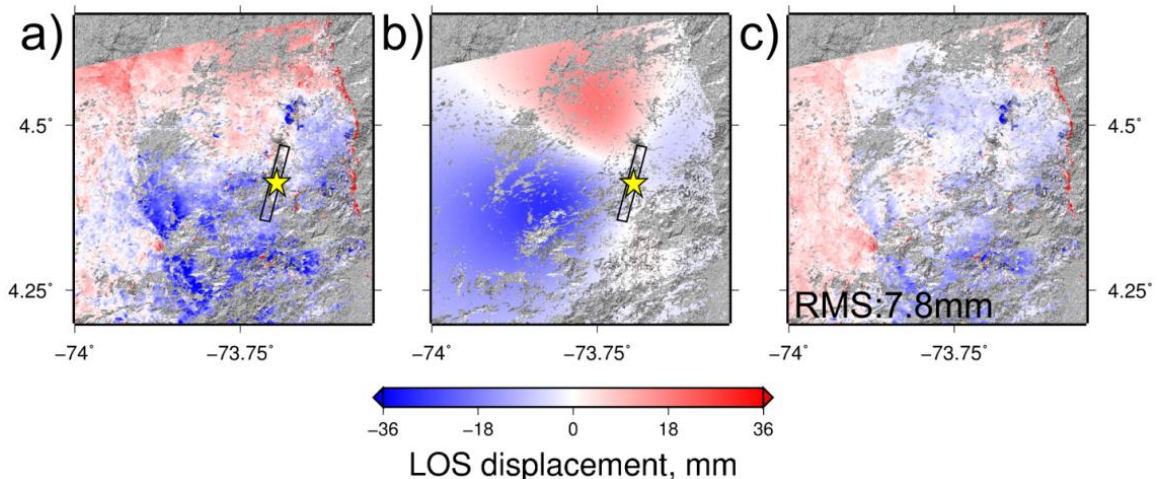 a) b) c)
4.5˚ 4.5˚
4.25˚ 4.25˚
RMS:7.8mm
−74˚ −73.75˚ −74˚ −73.75˚ −74˚ −73.75˚
−36 −18 0 18 36
LOS displacement, mm